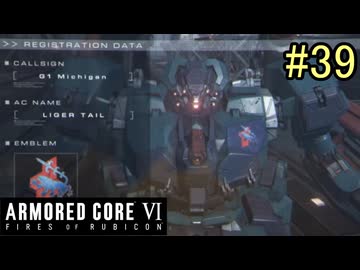 >> REGISTRATION DATA
#39
CALLSIGN
G1 Michigan
AC NAME
LIGER TAIL
EMBLEM
ARMORED CORE VI
FIRES OF RUBICON